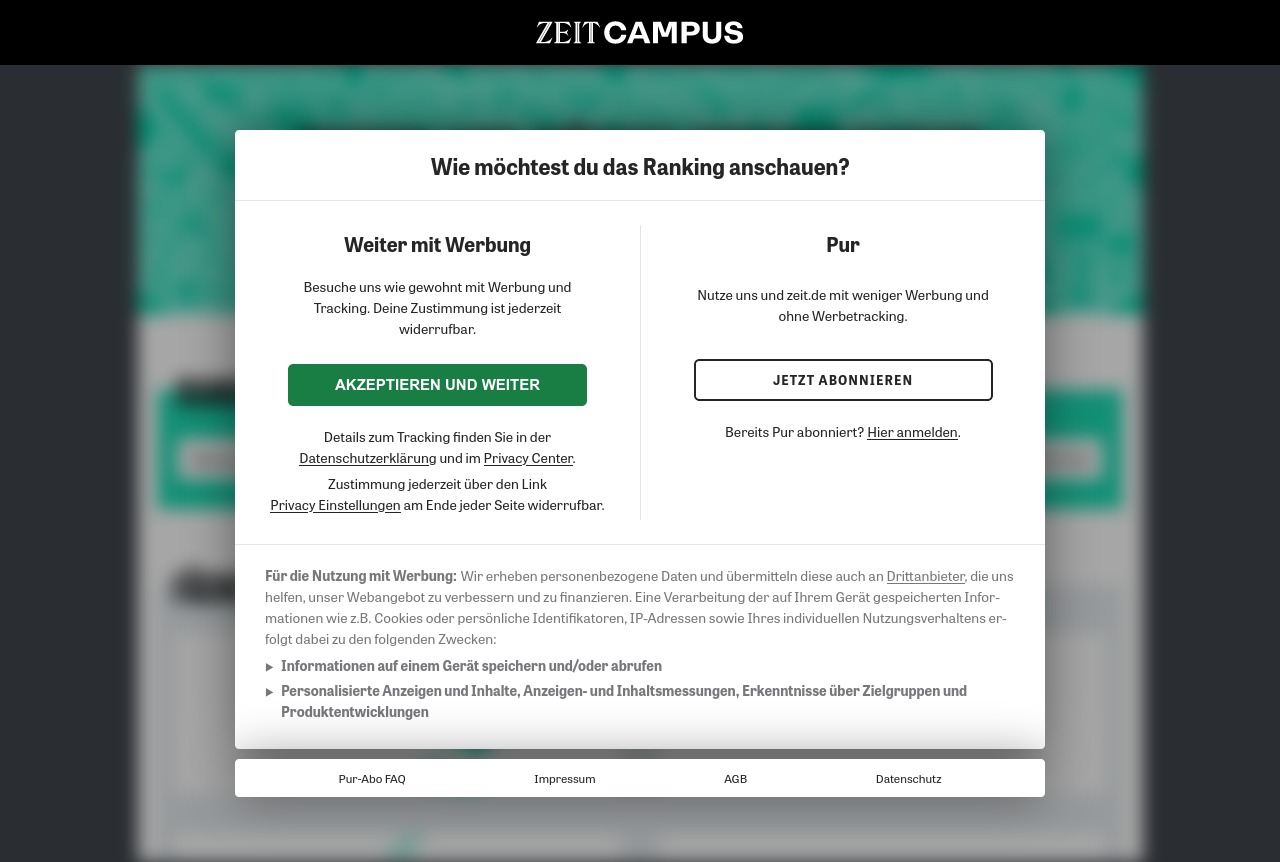 ZEIT CAMPUS
Wie möchtest du das Ranking anschauen?
Weiter mit Werbung
Besuche uns wie gewohnt mit Werbung und
Tracking. Deine Zustimmung ist jederzeit
widerrufbar.
AKZEPTIEREN UND WEITER
Details zum Tracking finden Sie in der
Datenschutzerklärung und im Privacy Center.
Zustimmung jederzeit über den Link
Privacy Einstellungen am Ende jeder Seite widerrufbar.
Pur
Nutze uns und zeit.de mit weniger Werbung und
ohne Werbetracking.
JETZT ABONNIEREN
Bereits Pur abonniert? Hier anmelden.
Für die Nutzung mit Werbung: Wir erheben personenbezogene Daten und übermitteln diese auch an Drittanbieter, die uns
helfen, unser Webangebot zu verbessern und zu finanzieren. Eine Verarbeitung der auf Ihrem Gerät gespeicherten Infor-
mationen wie z.B. Cookies oder persönliche Identifikatoren, IP-Adressen sowie Ihres individuellen Nutzungsverhaltens er-
folgt dabei zu den folgenden Zwecken:
Informationen auf einem Gerät speichern und/oder abrufen
Personalisierte Anzeigen und Inhalte, Anzeigen- und Inhaltsmessungen, Erkenntnisse über Zielgruppen und
Produktentwicklungen
Pur-Abo FAQ
Impressum
AGB
Datenschutz